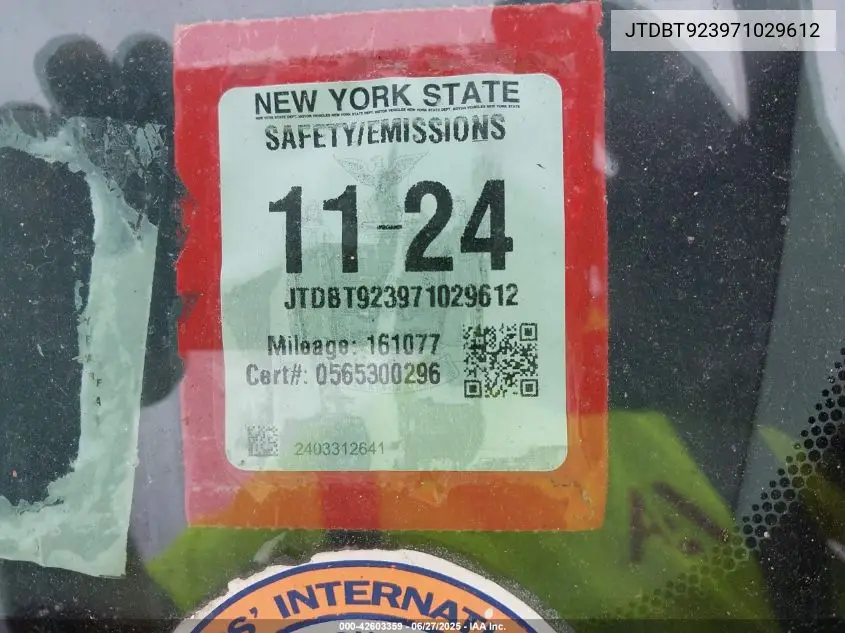 JTDBT923971029612
NEW YORK STATE
SAFETY/EMISSIONS
11-24
JTDBT923971029612
Mileage: 161077
Cert#: 0565300296
2403312641
S' INTERNAT
000-42603359 - 06/27/2025 - IAA Inc.